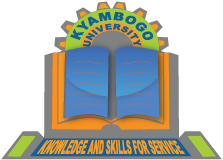 KYAMBOGO
UNIVERSITY
KNOWLEDGE AND SKILLS FOR SERVICE